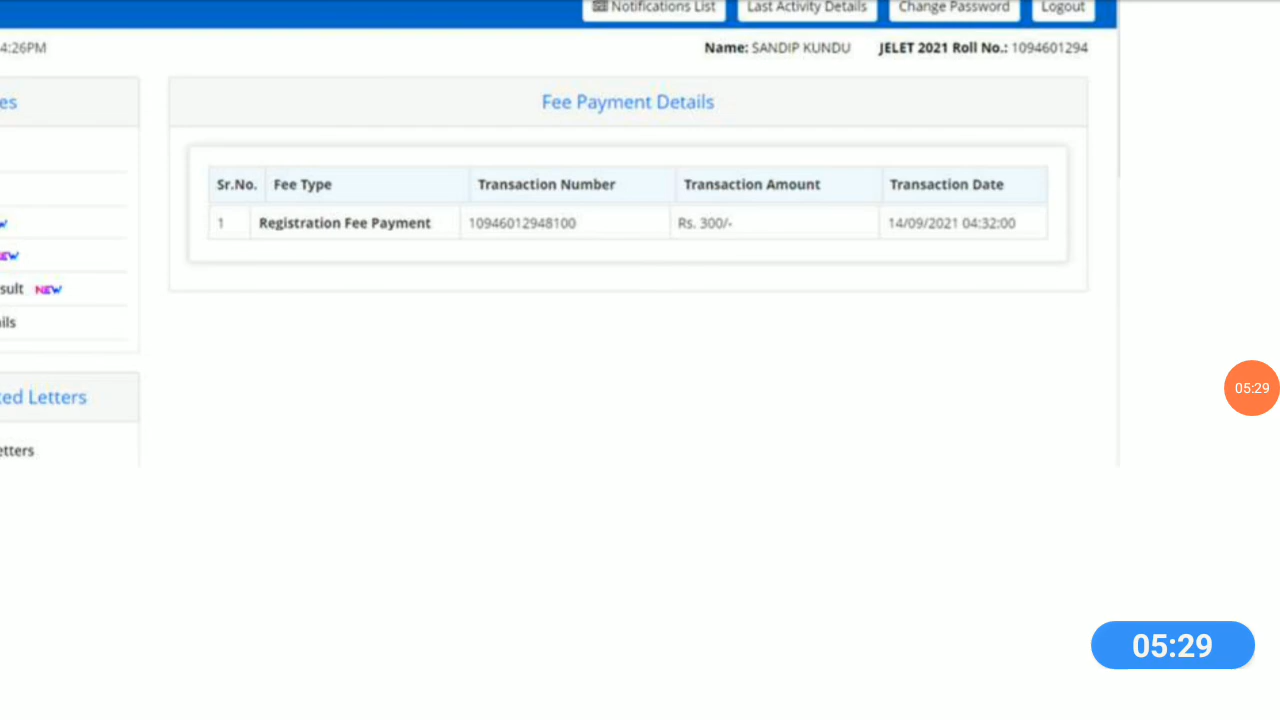 Notifications List Last Activity Details Change Password Logout
4:26PM Name: SANDIP KUNDU JELET 2021 Roll No.: 1094601294
es
Fee Payment Details
Sr.No. Fee Type Transaction Number Transaction Amount Transaction Date
1 Registration Fee Payment 10946012948100 Rs. 300/- 14/09/2021 04:32:00
EW
sult NEW
ils
ted Letters
etters
05:29
05:29